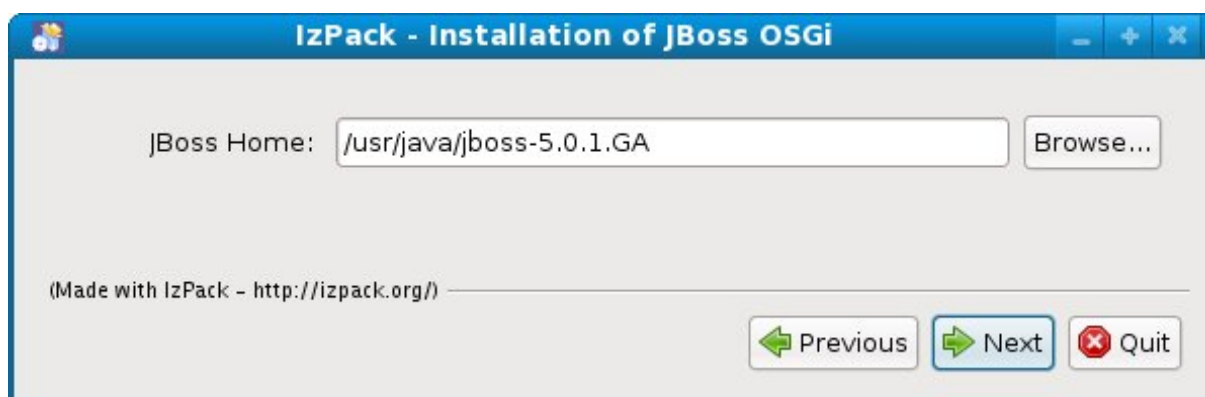 IzPack - Installation of JBoss OSGi
JBoss Home: /usr/java/jboss-5.0.1.GA Browse...
(Made with IzPack - http://izpack.org/)
Previous Next Quit